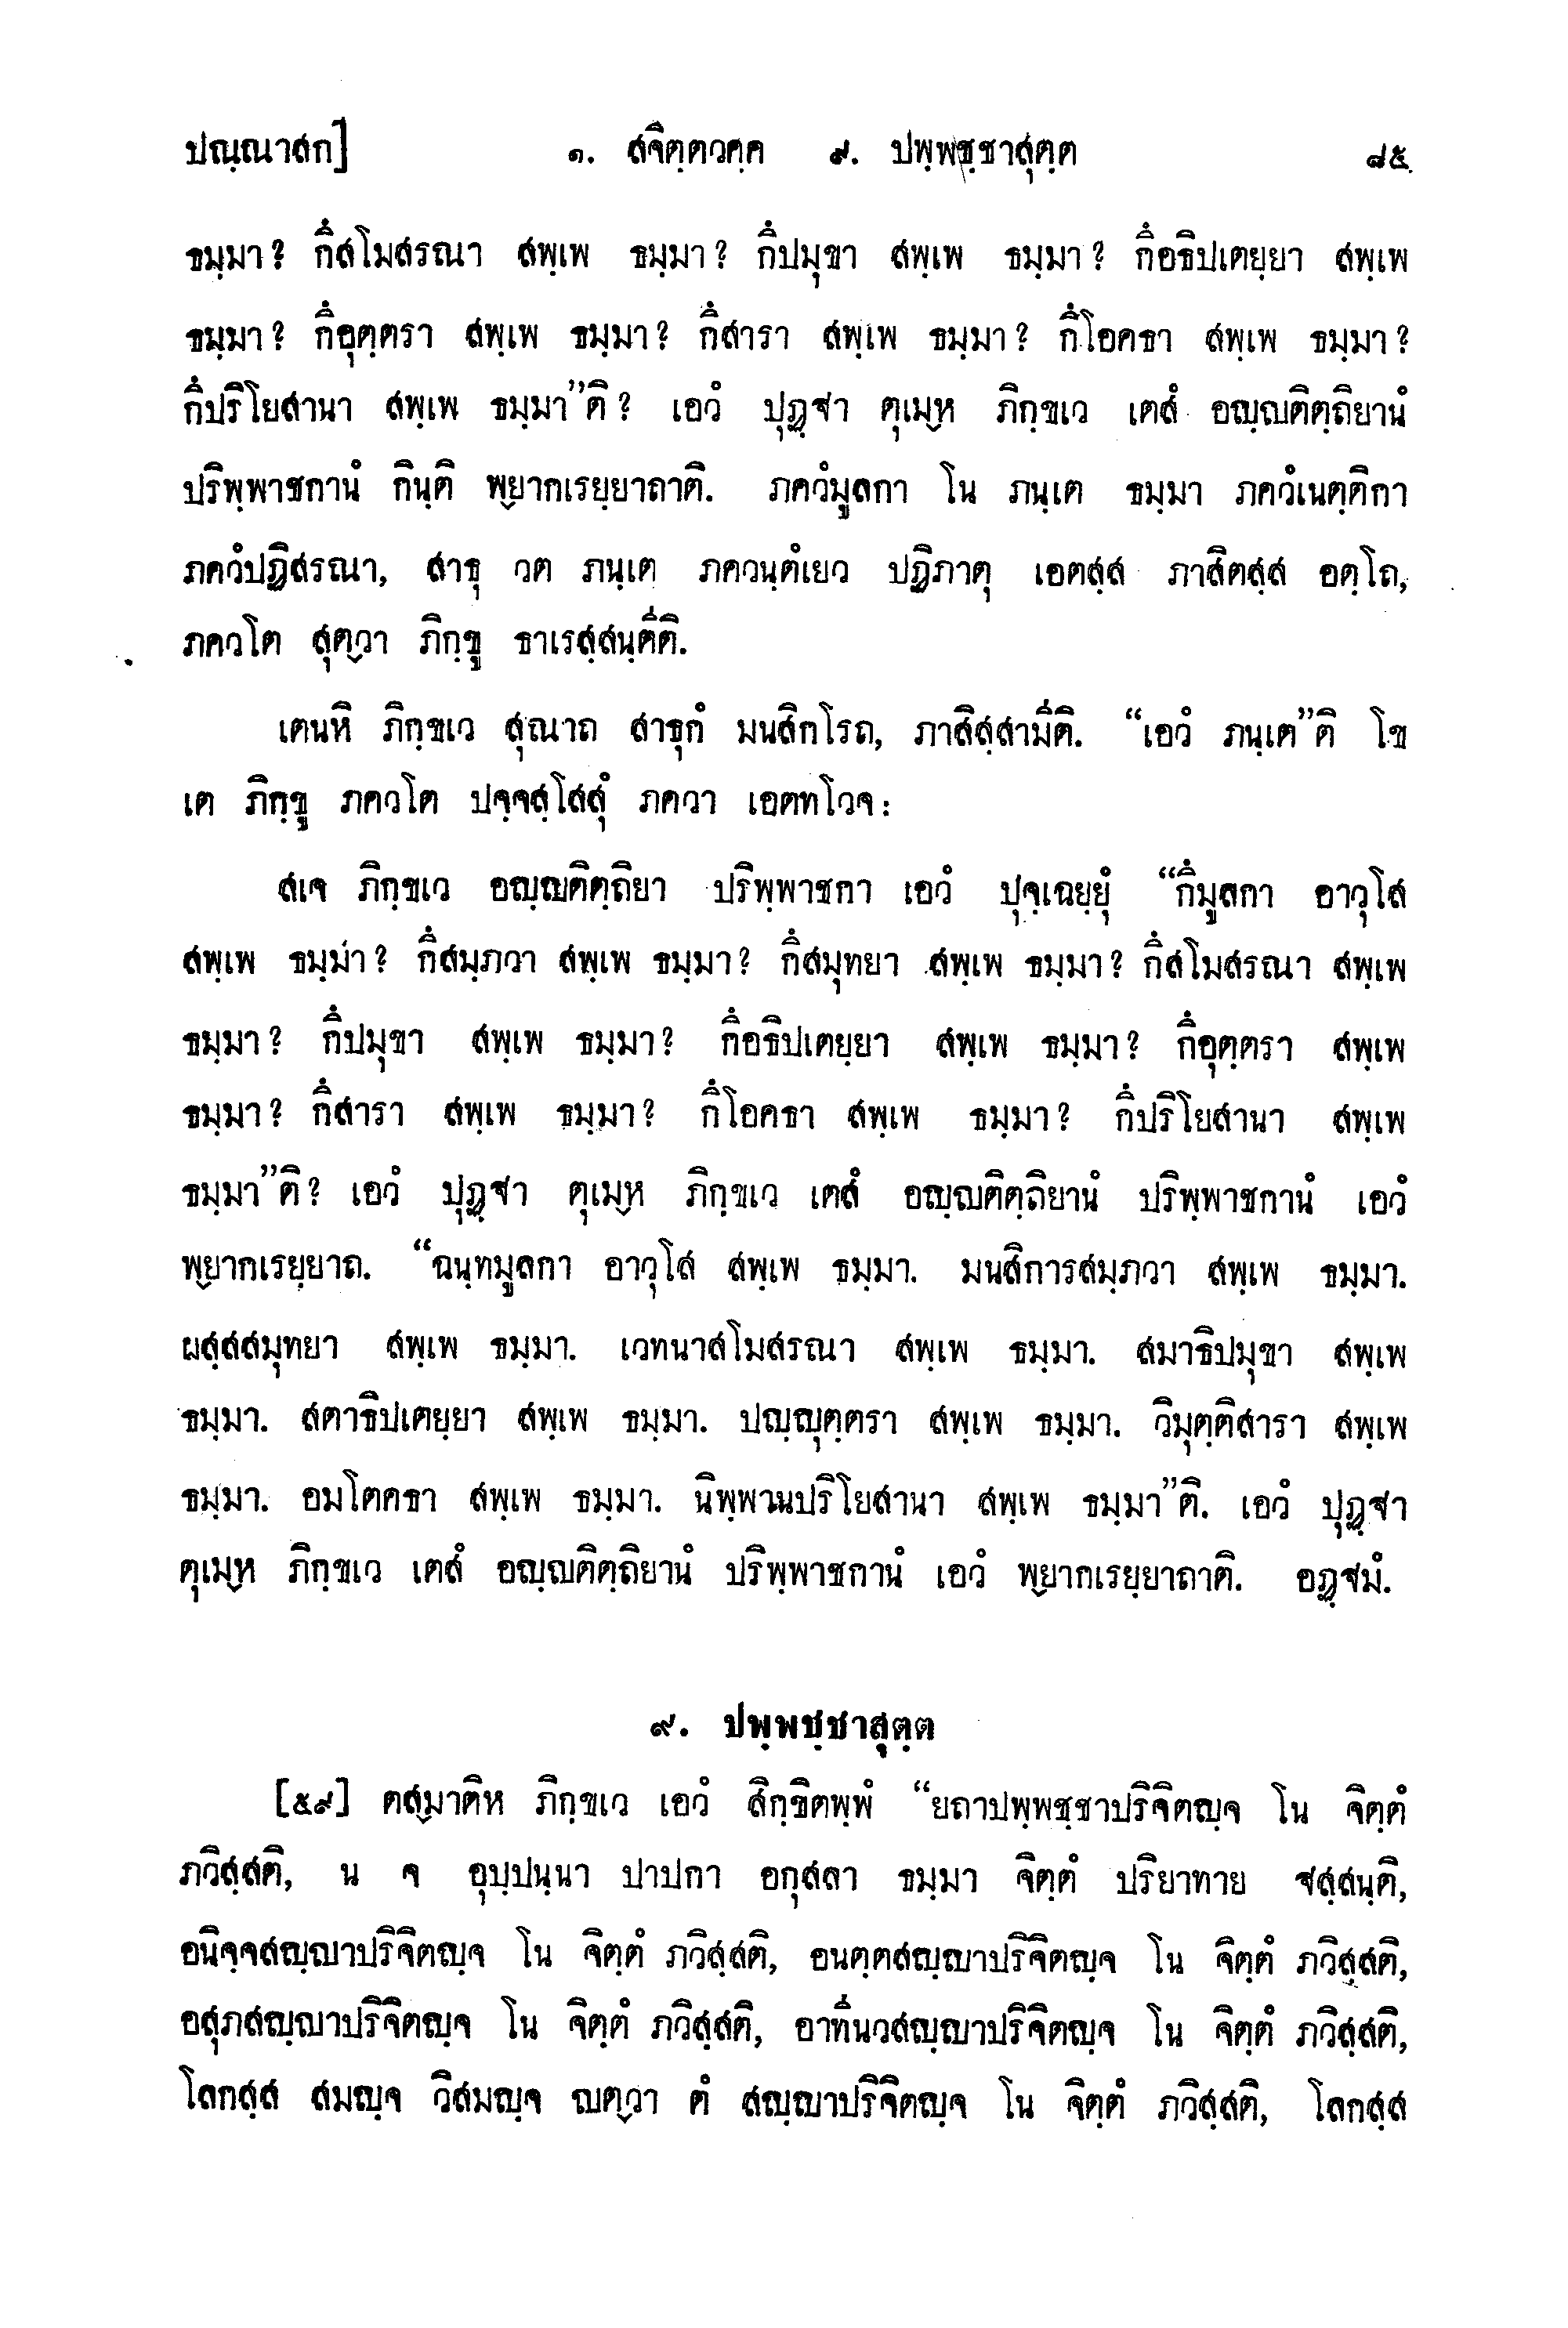 ปณฺณาสก]   ๑. สจิตฺตวคฺค   ๙. ปพฺพชฺชาสุตฺต   ๘๕
ธมฺมา? กึสโมสรณา สพฺเพ ธมฺมา? กึปมุขา สพฺเพ ธมฺมา? กึอธิปเตยฺยา สพฺเพ
ธมฺมา? กึอุตฺตรา สพฺเพ ธมฺมา? กึสารา สพฺเพ ธมฺมา? กึโอคธา สพฺเพ ธมฺมา?
กึปริโยสานา สพฺเพ ธมฺมา”ติ? เอวํ ปุฏฺฐา ตุเมฺห ภิกฺขเว เตสํ อญฺญติตฺถิยานํ
ปริพฺพาชกานํ กินฺติ พฺยากเรยฺยาถาติ. ภควํมูลกา โน ภนฺเต ธมฺมา ภควํเนตฺติกา
ภควํปฏิสรณา, สาธุ วต ภนฺเต ภควนฺตํเยว ปฏิภาตุ เอตสฺส ภาสิตสฺส อตฺโถ,
ภควโต สุตฺวา ภิกฺขู ธาเรสฺสนฺตีติ.
เตนหิ ภิกฺขเว สุณาถ สาธุกํ มนสิกโรถ, ภาสิสฺสามีติ. “เอวํ ภนฺเต”ติ โข
เต ภิกฺขู ภควโต ปจฺจสฺโสสุํ ภควา เอตทโวจ:
สเจ ภิกฺขเว อญฺญติตฺถิยา ปริพฺพาชกา เอวํ ปุจฺเฉยฺยุํ “กึมูลกา อาวุโส
สพฺเพ ธมฺมา? กึสมฺภวา สพฺเพ ธมฺมา? กึสมุทยา สพฺเพ ธมฺมา? กึสโมสรณา สพฺเพ
ธมฺมา? กึปมุขา สพฺเพ ธมฺมา? กึอธิปเตยฺยา สพฺเพ ธมฺมา? กึอุตฺตรา สพฺเพ
ธมฺมา? กึสารา สพฺเพ ธมฺมา? กึโอคธา สพฺเพ ธมฺมา? กึปริโยสานา สพฺเพ
ธมฺมา”ติ? เอวํ ปุฏฺฐา ตุเมฺห ภิกฺขเว เตสํ อญฺญติตฺถิยานํ ปริพฺพาชกานํ เอวํ
พฺยากเรยฺยาถ. “ฉนฺทมูลกา อาวุโส สพฺเพ ธมฺมา. มนสิการสมฺภวา สพฺเพ ธมฺมา.
ผสฺสสมุทยา สพฺเพ ธมฺมา. เวทนาสโมสรณา สพฺเพ ธมฺมา. สมาธิปมุขา สพฺเพ
ธมฺมา. สตาธิปเตยฺยา สพฺเพ ธมฺมา. ปญฺญุตฺตรา สพฺเพ ธมฺมา. วิมุตฺติสารา สพฺเพ
ธมฺมา. อมโตคธา สพฺเพ ธมฺมา. นิพฺพานปริโยสานา สพฺเพ ธมฺมา”ติ. เอวํ ปุฏฺฐา
ตุเมฺห ภิกฺขเว เตสํ อญฺญติตฺถิยานํ ปริพฺพาชกานํ เอวํ พฺยากเรยฺยาถาติ. อฏฺฐมํ.
๙. ปพฺพชฺชาสุตฺต
[๕๙] ตสฺมาติห ภิกฺขเว เอวํ สิกฺขิตพฺพํ “ยถาปพฺพชฺชาปริจิตญฺจ โน จิตฺตํ
ภวิสฺสติ, น จ อุปฺปนฺนา ปาปกา อกุสลา ธมฺมา จิตฺตํ ปริยาทาย ฐสฺสนฺติ,
อนิจฺจสญฺญาปริจิตญฺจ โน จิตฺตํ ภวิสฺสติ, อนตฺตสญฺญาปริจิตญฺจ โน จิตฺตํ ภวิสฺสติ,
อสุภสญฺญาปริจิตญฺจ โน จิตฺตํ ภวิสฺสติ, อาทีนวสญฺญาปริจิตญฺจ โน จิตฺตํ ภวิสฺสติ,
โลกสฺส สมญฺจ วิสมญฺจ ญตฺวา ตํ สญฺญาปริจิตญฺจ โน จิตฺตํ ภวิสฺสติ, โลกสฺส